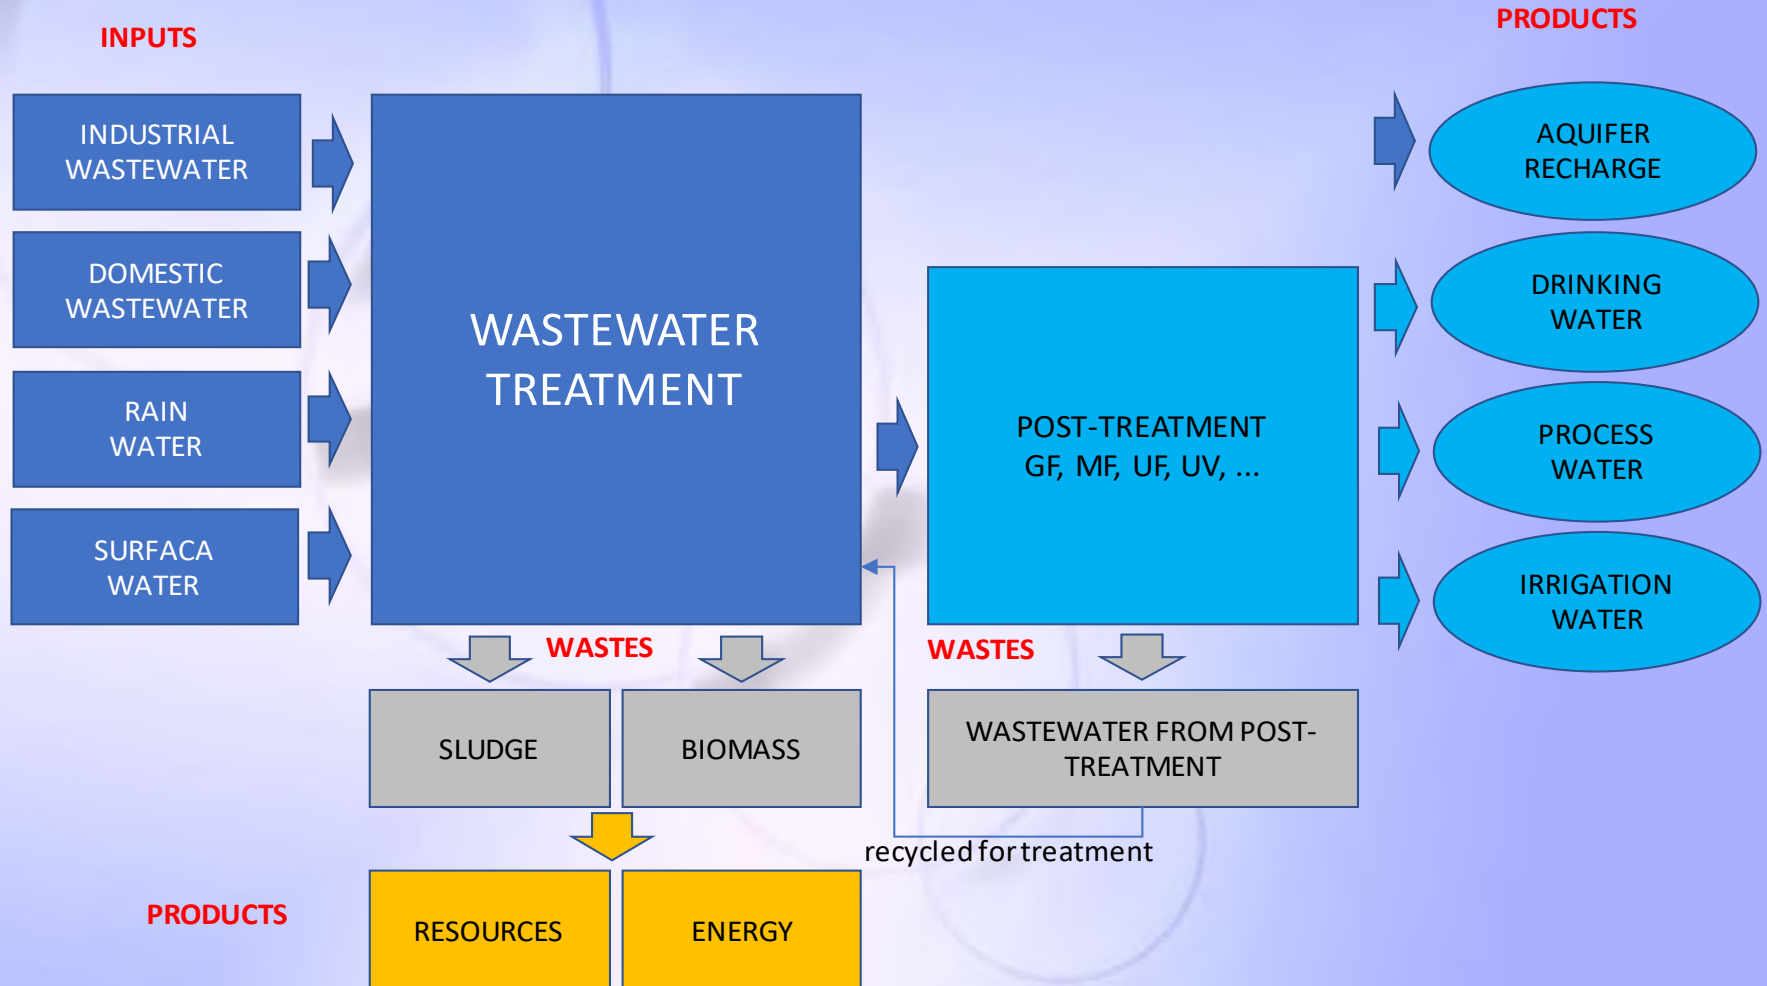 INPUTS
PRODUCTS
INDUSTRIAL
WASTEWATER
DOMESTIC
WASTEWATER
RAIN
WATER
SURFACA
WATER
WASTEWATER
TREATMENT
POST-TREATMENT
GF, MF, UF, UV, ...
AQUIFER
RECHARGE
DRINKING
WATER
PROCESS
WATER
IRRIGATION
WATER
WASTES
WASTES
SLUDGE
BIOMASS
WASTEWATER FROM POST-
TREATMENT
recycled for treatment
PRODUCTS
RESOURCES
ENERGY